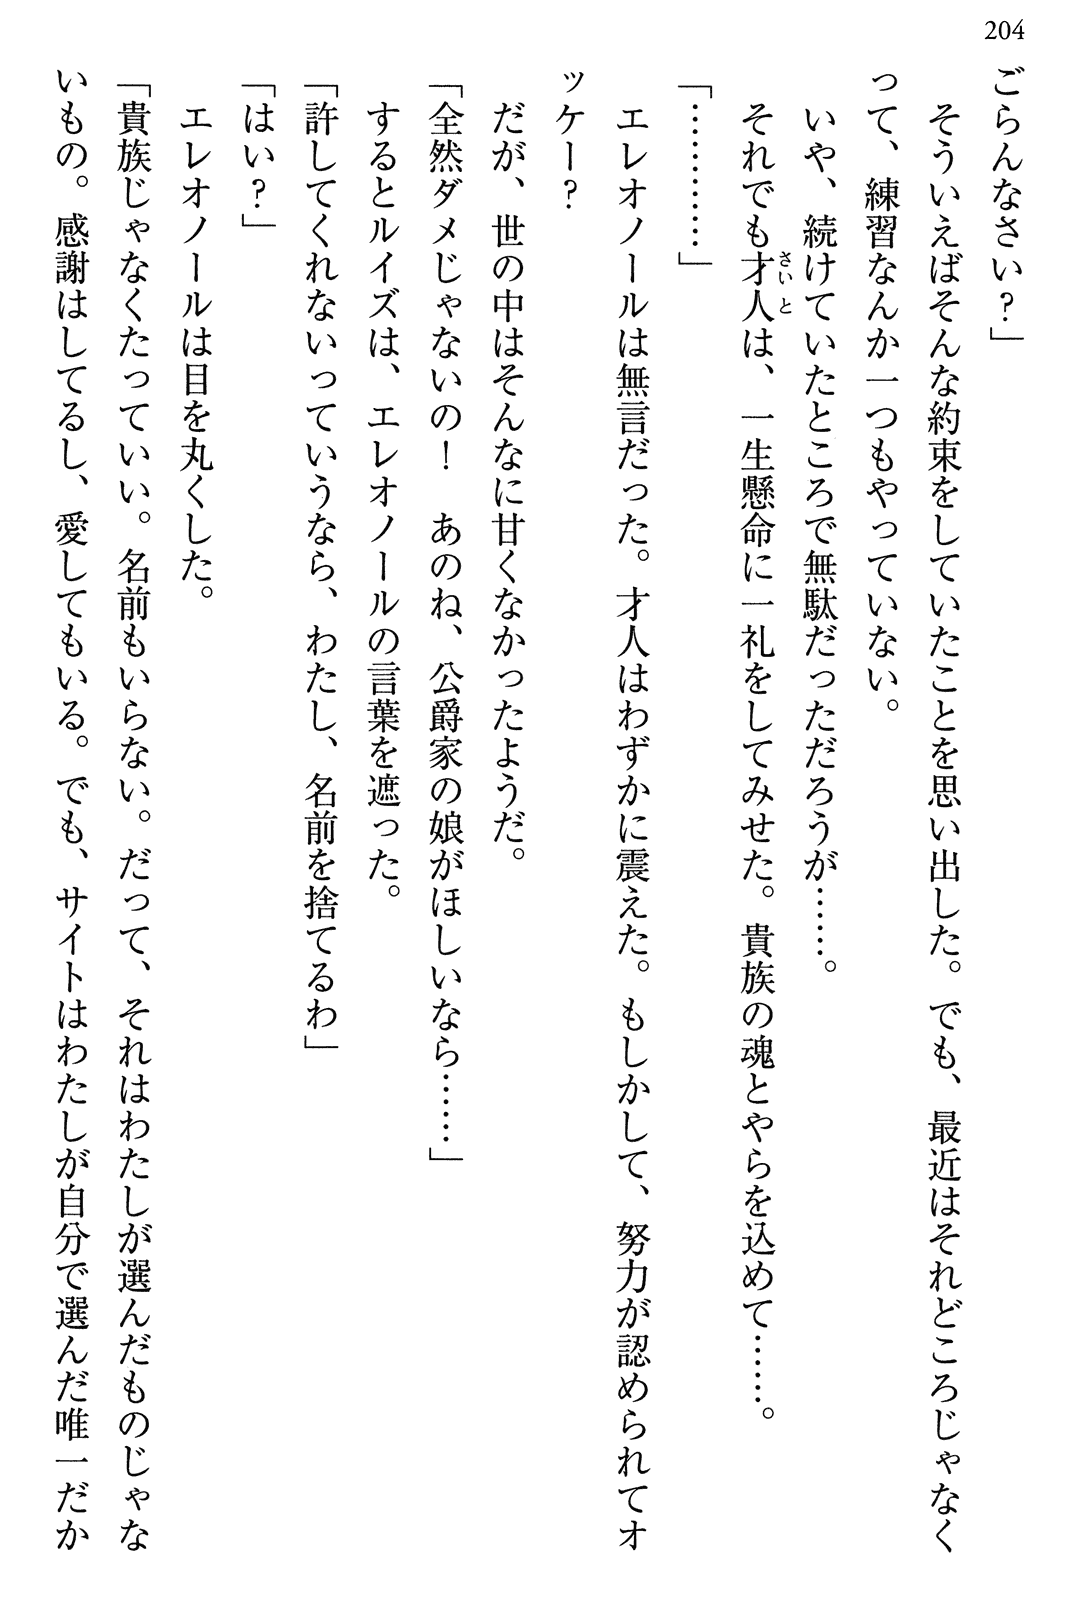 204
ごらんなさい？」
　そういえばそんな約束をしていたことを思い出した。でも、最近はそれどころじゃなく
って、練習なんか一つもやっていない。
　いや、続けていたところで無駄だっただろうが……。
　それでも才人さいとは、一生懸命に一礼をしてみせた。貴族の魂とやらを込めて……。
「…………」
　エレオノールは無言だった。才人はわずかに震えた。もしかして、努力が認められてオ
ッケー？
　だが、世の中はそんなに甘くなかったようだ。
「全然ダメじゃないの！　あのね、公爵家の娘がほしいなら……」
　するとルイズは、エレオノールの言葉を遮った。
「許してくれないっていうなら、わたし、名前を捨てるわ」
「はい？」
　エレオノールは目を丸くした。
「貴族じゃなくたっていい。名前もいらない。だって、それはわたしが選んだものじゃな
いもの。感謝はしてるし、愛してもいる。でも、サイトはわたしが自分で選んだ唯一だか